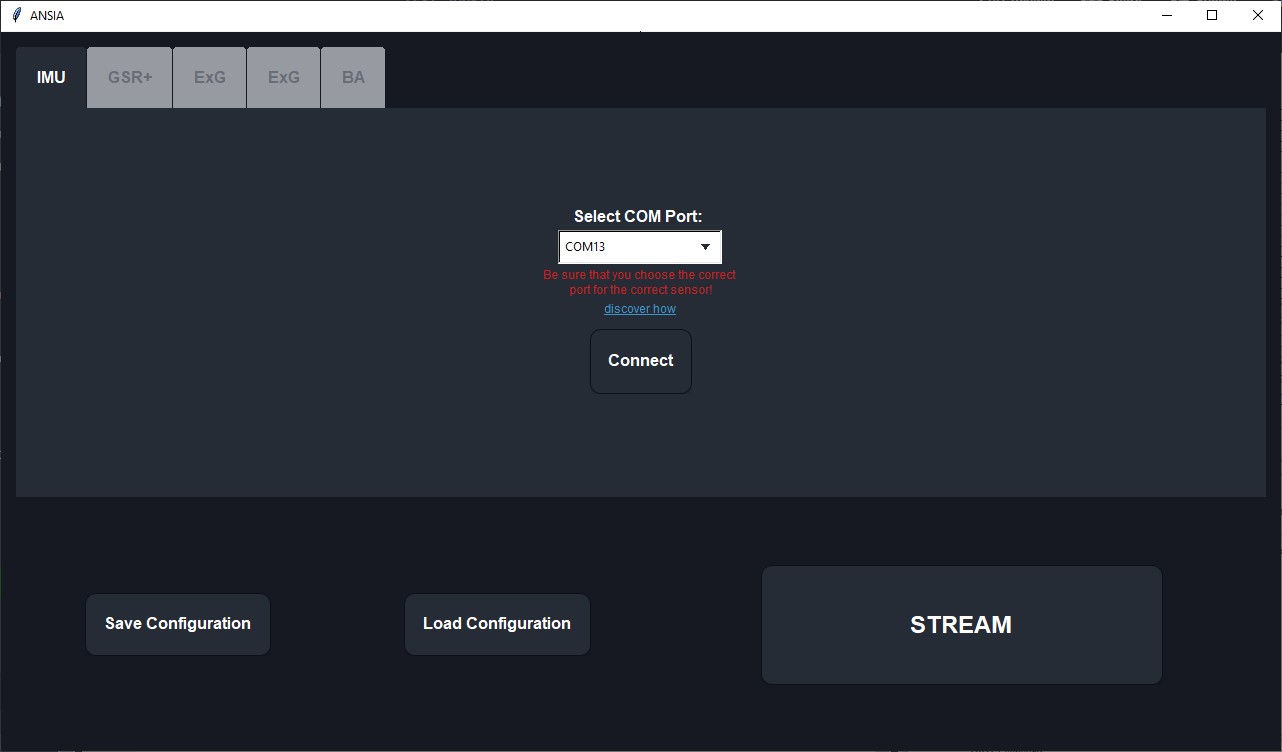 ANSIA
IMU GSR+ ExG ExG BA
Select COM Port:
COM13
Be sure that you choose the correct
port for the correct sensor!
discover how
Connect
Save Configuration Load Configuration STREAM